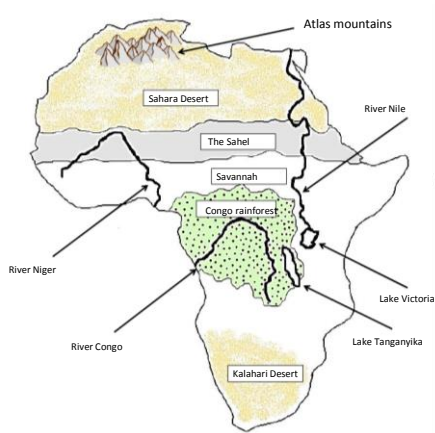 Atlas mountains
Sahara Desert
River Nile
The Sahel
Savannah
Congo rainforest
River Niger
Lake Victoria
River Congo
Lake Tanganyika
Kalahari Desert